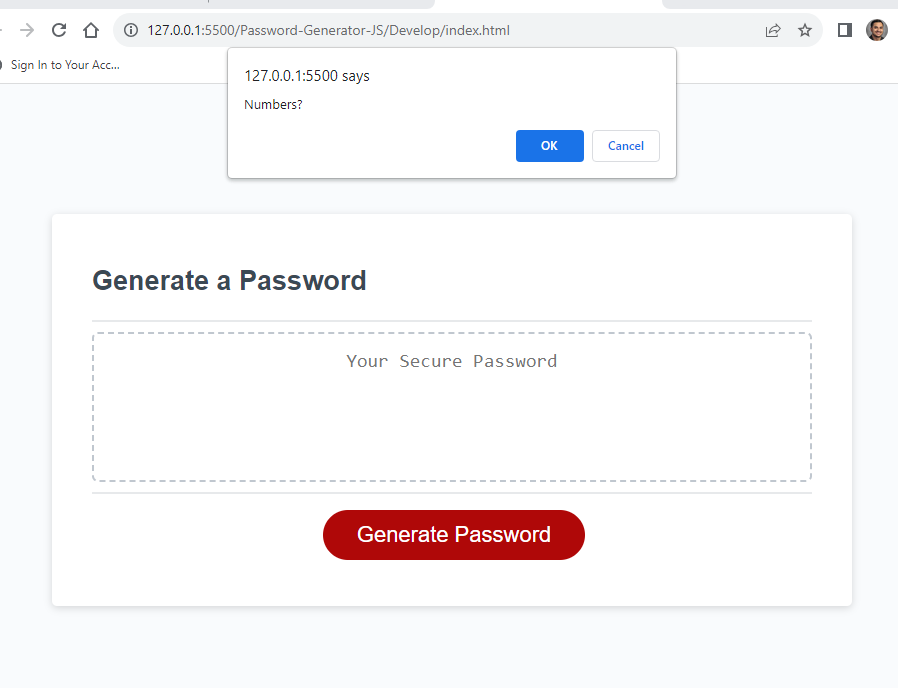 127.0.0.1:5500/Password-Generator-JS/Develop/index.html
Sign In to Your Acc...
127.0.0.1:5500 says
Numbers?
OK Cancel
Generate a Password
Your Secure Password
Generate Password